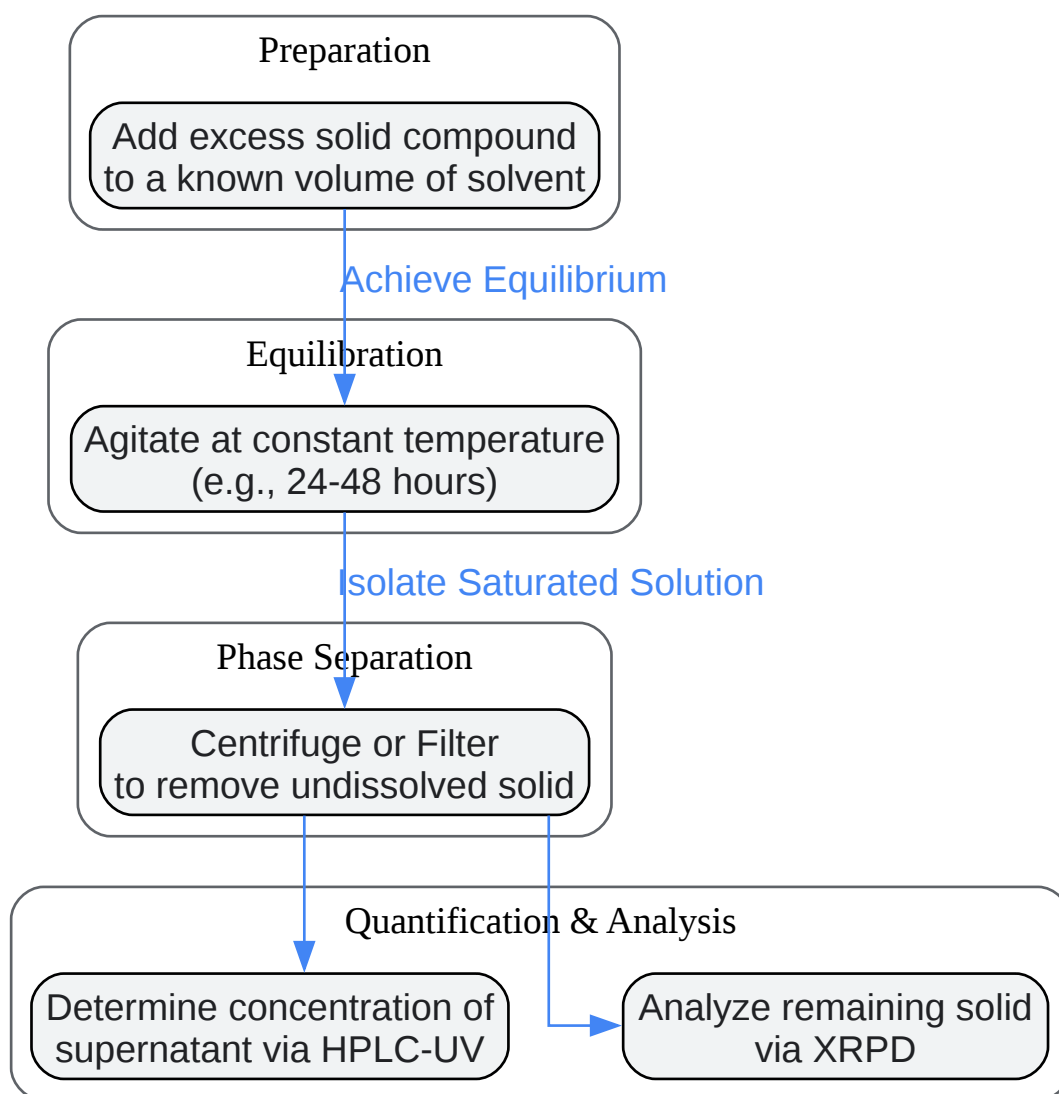 Preparation
Add excess solid compound
to a known volume of solvent
Achieve Equilibrium
Equilibration
Agitate at constant temperature
(e.g., 24-48 hours)
Isolate Saturated Solution
Phase Separation
Centrifuge or Filter
to remove undissolved solid
Quantification & Analysis
Determine concentration of
supernatant via HPLC-UV
Analyze remaining solid
via XRPD